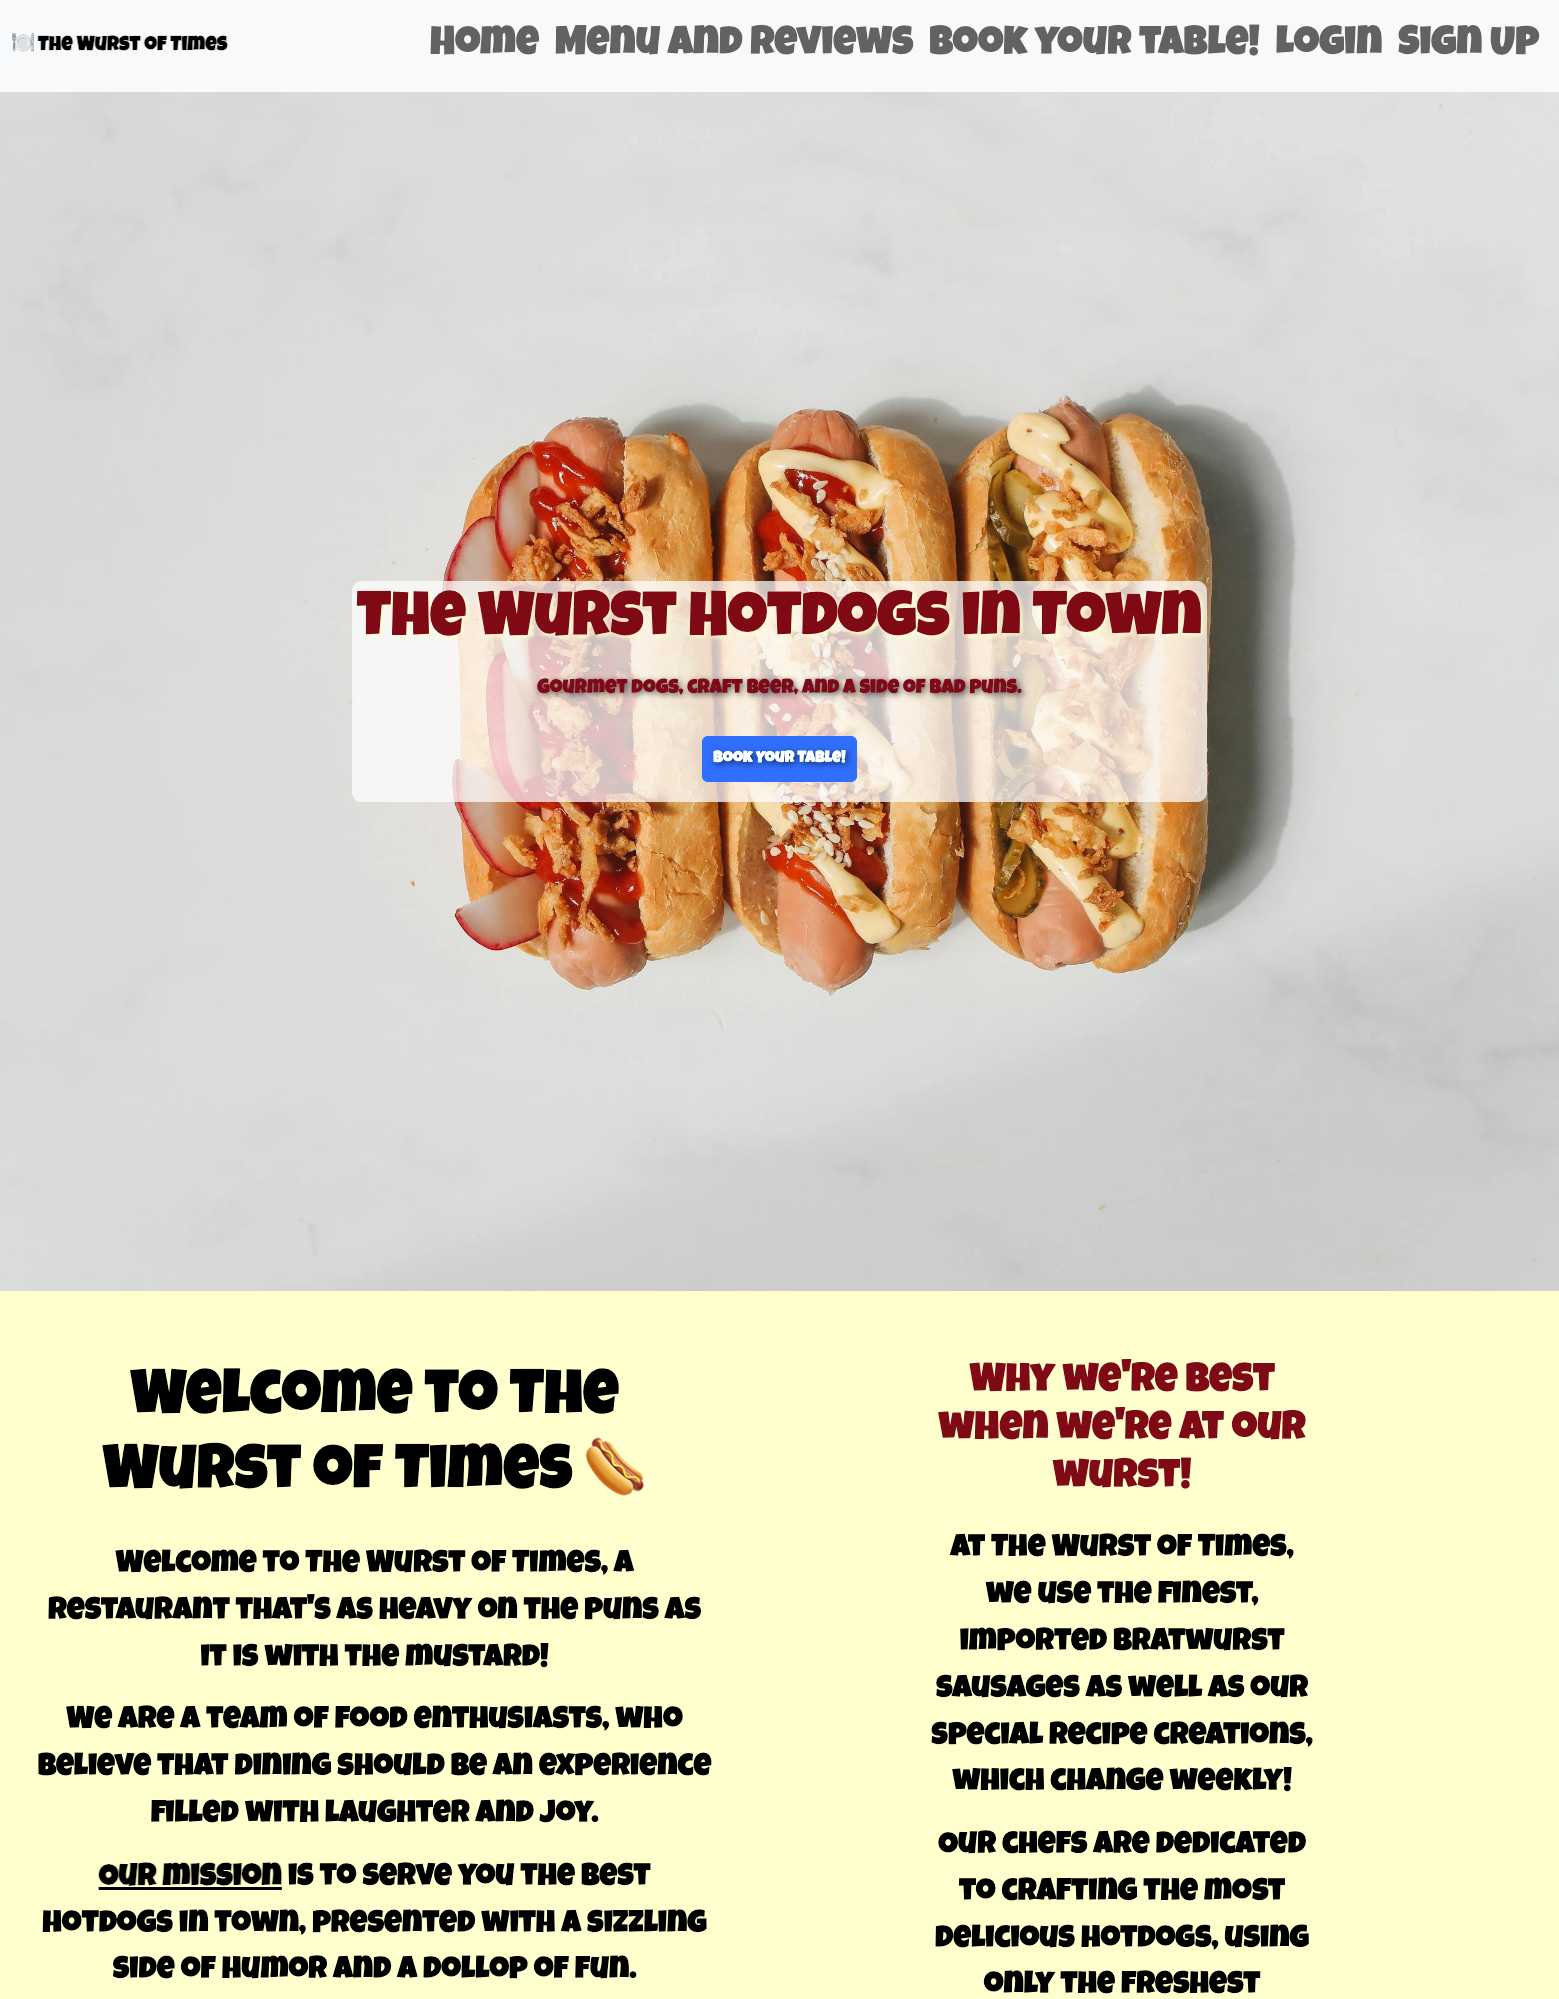 🍽️ The Wurst of Times
Home Menu and Reviews Book your table! Login Sign Up
The Wurst Hotdogs in Town
Gourmet dogs, craft beer, and a side of bad puns.
Book your table!
Welcome to The
Wurst of Times 🌭
Welcome to The Wurst of Times, a
restaurant that's as heavy on the puns as
it is with the mustard!
We are a team of food enthusiasts, who
believe that dining should be an experience
filled with laughter and joy.
Our mission is to serve you the best
hotdogs in town, presented with a sizzling
side of humor and a dollop of fun.
Why we're best
when we're at our
wurst!
At The Wurst of Times,
we use the finest,
imported bratwurst
sausages as well as our
special recipe creations,
which change weekly!
Our chefs are dedicated
to crafting the most
delicious hotdogs, using
only the freshest